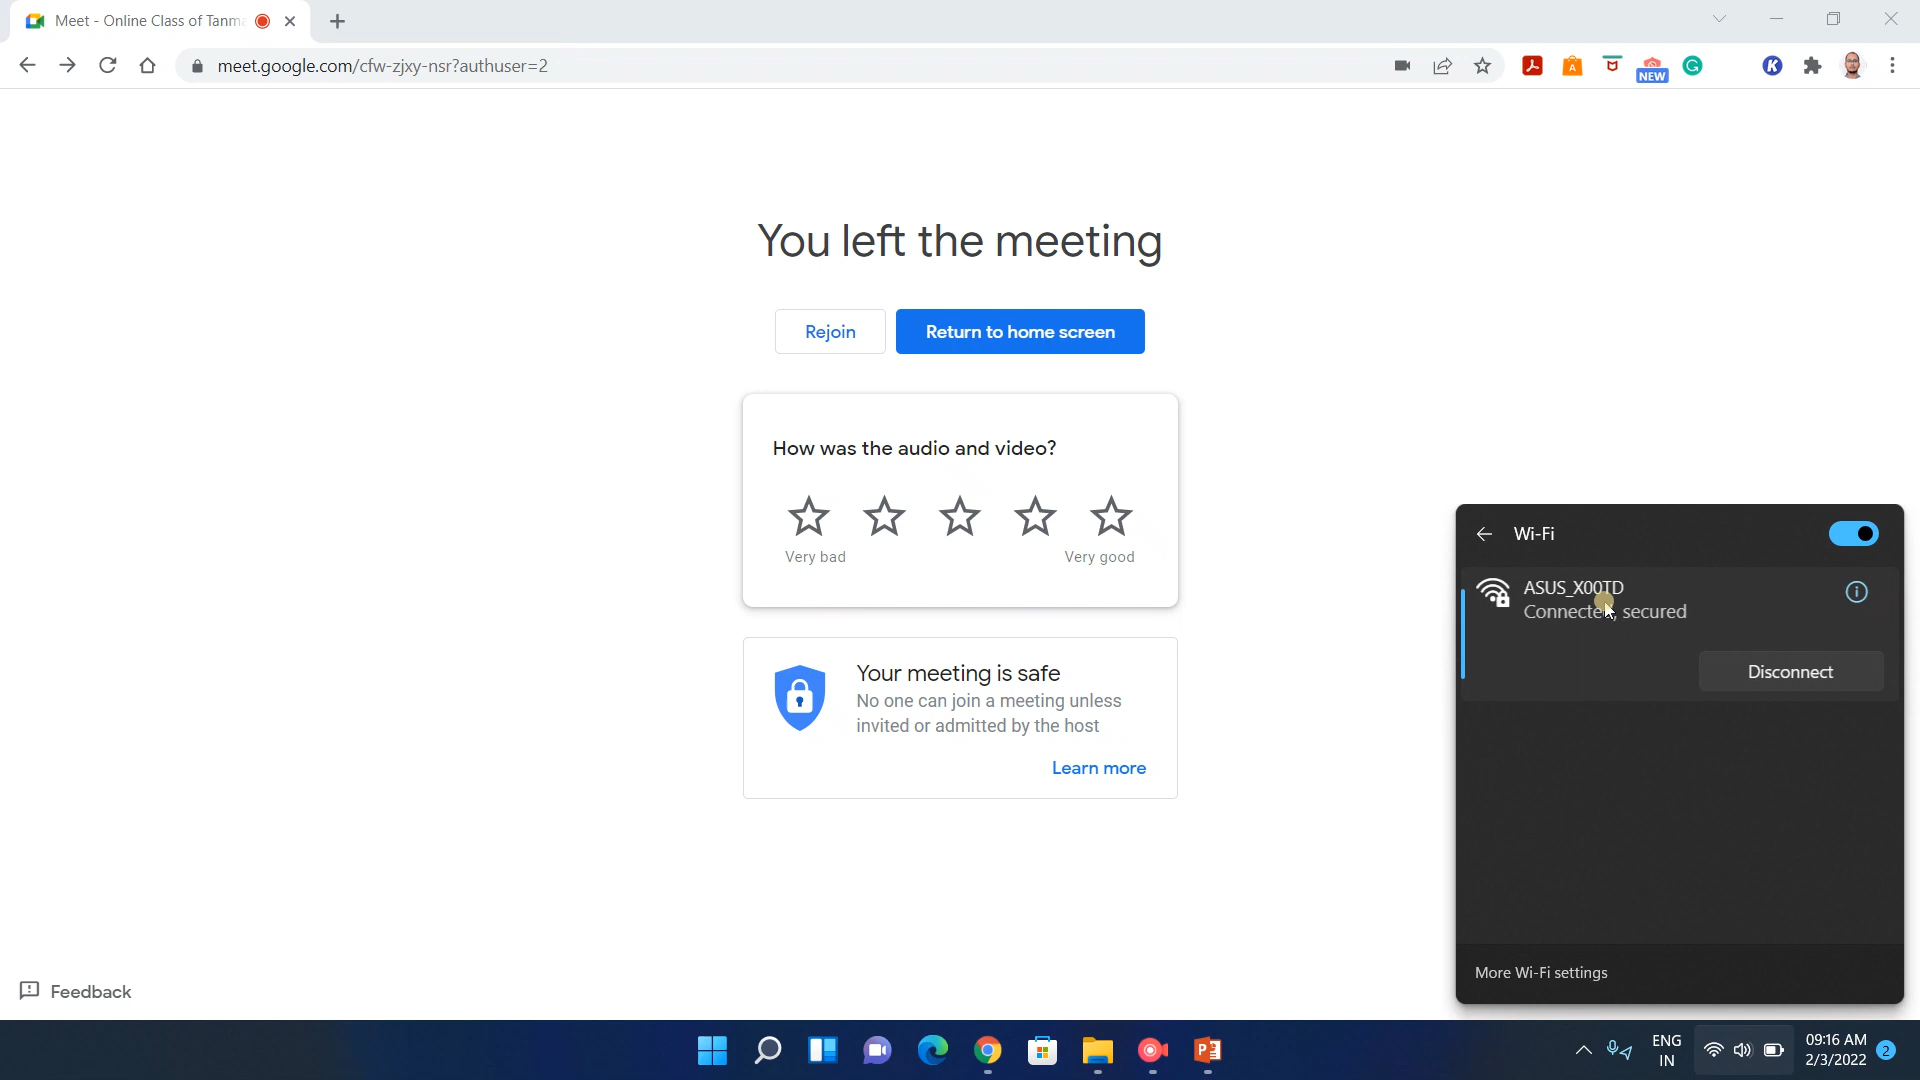 Meet - Online Class of Tanma
meet.google.com/cfw-zjxy-nsr?authuser=2
A
NEW
G
K
You left the meeting
Rejoin
Return to home screen
How was the audio and video?
Very bad
Very good
Your meeting is safe
No one can join a meeting unless
invited or admitted by the host
Learn more
Wi-Fi
ASUS_X00TD
Connected, secured
Disconnect
More Wi-Fi settings
Feedback
P
ENG
IN
09:16 AM
2/3/2022
2